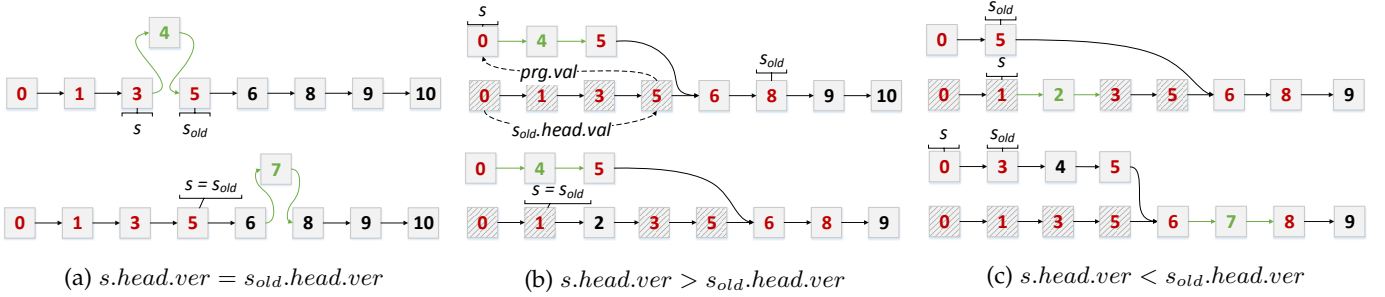 4
0 1 3 5 6 8 9 10
s s_old
7
s = s_old
0 1 3 5 6 8 9 10
(a) s.head.ver = s_old.head.ver
s
0 4 5
s_old
prg.val
0 1 3 5 6 8 9 10
s_old.head.val
0 4 5
s = s_old
0 1 2 3 5 6 8 9
(b) s.head.ver > s_old.head.ver
s_old
0 5
s
0 1 2 3 5 6 8 9
s s_old
0 3 4 5
0 1 3 5 6 7 8 9
(c) s.head.ver < s_old.head.ver